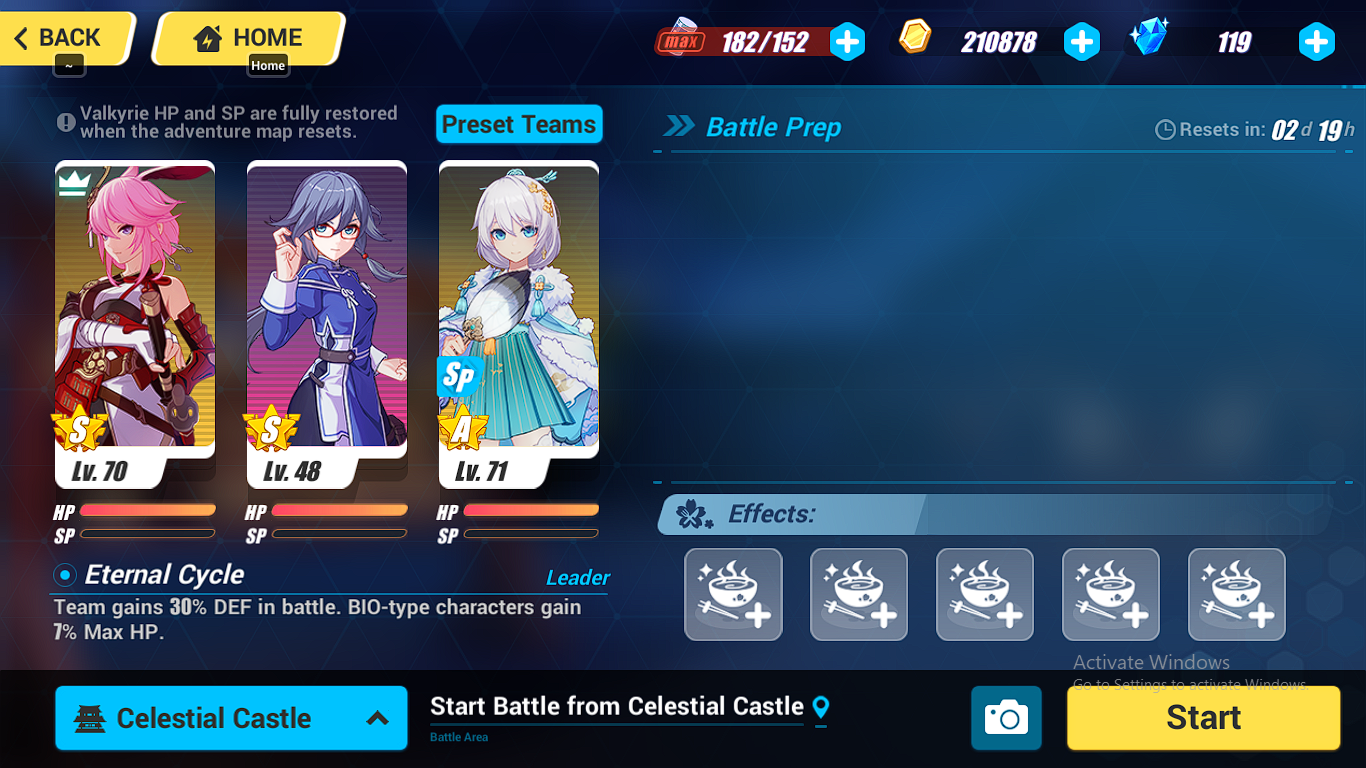 BACK
HOME
~
Home
max
182/152
210878
119
Valkyrie HP and SP are fully restored
when the adventure map resets.
Preset Teams
Battle Prep
Resets in: 02 d 19 h
S
Lv. 70
S
Lv. 48
Sp
A
Lv. 71
HP
SP
HP
SP
HP
SP
Eternal Cycle
Leader
Team gains 30% DEF in battle. BIO-type characters gain
7% Max HP.
Effects:
Activate Windows
Go to Settings to activate Windows.
Celestial Castle
Start Battle from Celestial Castle
Battle Area
Start